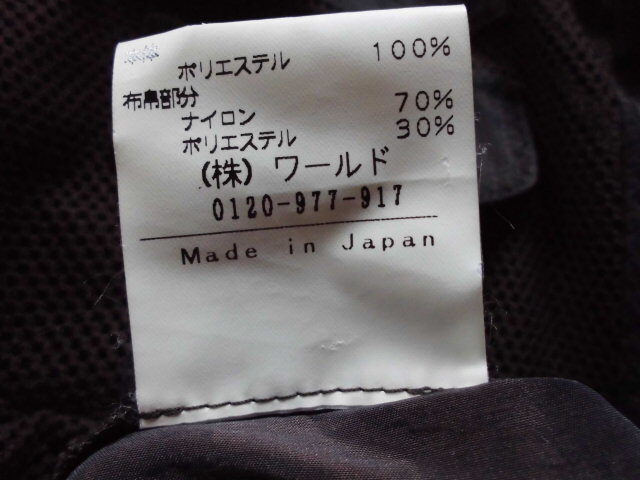 ポリエステル 100%
布帛部分
ナイロン 70%
ポリエステル 30%
(株) ワールド
0120-977-917
Made in Japan